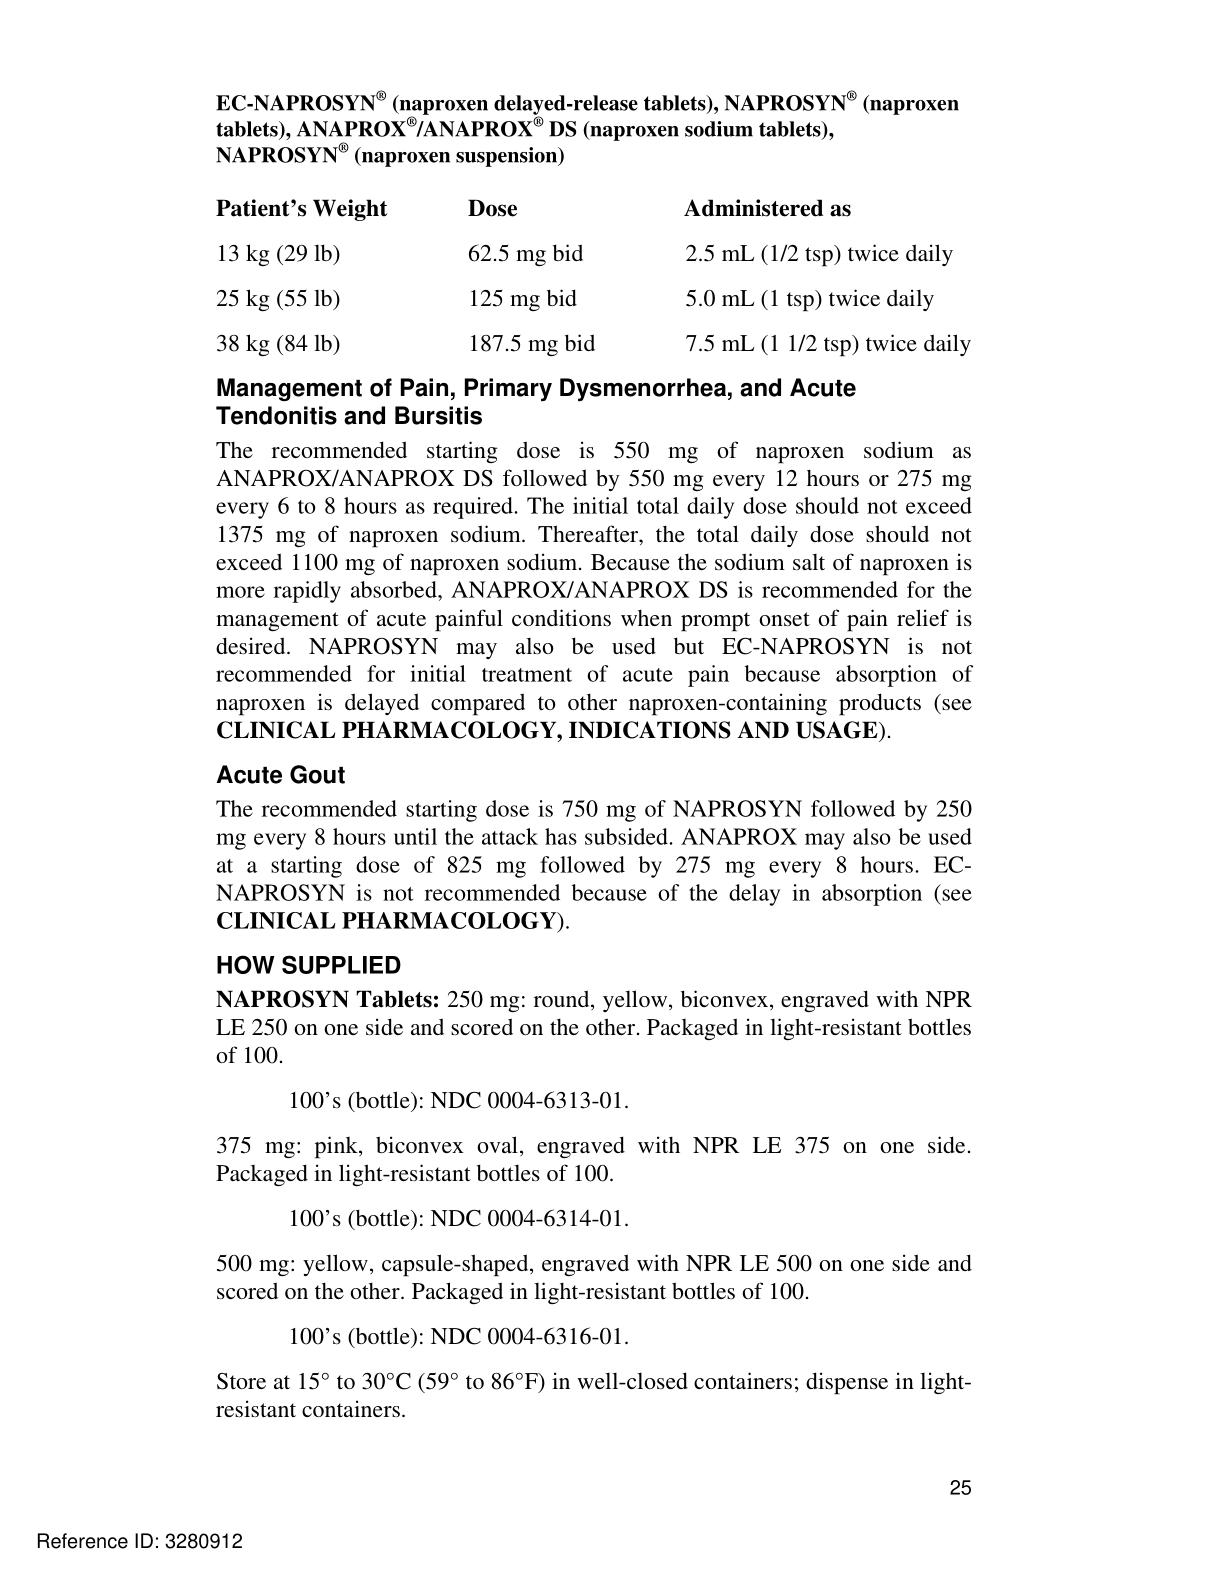 EC-NAPROSYN® (naproxen delayed-release tablets), NAPROSYN® (naproxen
tablets), ANAPROX®/ANAPROX® DS (naproxen sodium tablets),
NAPROSYN® (naproxen suspension)
Patient’s Weight Dose Administered as
13 kg (29 lb) 62.5 mg bid 2.5 mL (1/2 tsp) twice daily
25 kg (55 lb) 125 mg bid 5.0 mL (1 tsp) twice daily
38 kg (84 lb) 187.5 mg bid 7.5 mL (1 1/2 tsp) twice daily
Management of Pain, Primary Dysmenorrhea, and Acute
Tendonitis and Bursitis
The recommended starting dose is 550 mg of naproxen sodium as
ANAPROX/ANAPROX DS followed by 550 mg every 12 hours or 275 mg
every 6 to 8 hours as required. The initial total daily dose should not exceed
1375 mg of naproxen sodium. Thereafter, the total daily dose should not
exceed 1100 mg of naproxen sodium. Because the sodium salt of naproxen is
more rapidly absorbed, ANAPROX/ANAPROX DS is recommended for the
management of acute painful conditions when prompt onset of pain relief is
desired. NAPROSYN may also be used but EC-NAPROSYN is not
recommended for initial treatment of acute pain because absorption of
naproxen is delayed compared to other naproxen-containing products (see
CLINICAL PHARMACOLOGY, INDICATIONS AND USAGE).
Acute Gout
The recommended starting dose is 750 mg of NAPROSYN followed by 250
mg every 8 hours until the attack has subsided. ANAPROX may also be used
at a starting dose of 825 mg followed by 275 mg every 8 hours. EC-
NAPROSYN is not recommended because of the delay in absorption (see
CLINICAL PHARMACOLOGY).
HOW SUPPLIED
NAPROSYN Tablets: 250 mg: round, yellow, biconvex, engraved with NPR
LE 250 on one side and scored on the other. Packaged in light-resistant bottles
of 100.
100’s (bottle): NDC 0004-6313-01.
375 mg: pink, biconvex oval, engraved with NPR LE 375 on one side.
Packaged in light-resistant bottles of 100.
100’s (bottle): NDC 0004-6314-01.
500 mg: yellow, capsule-shaped, engraved with NPR LE 500 on one side and
scored on the other. Packaged in light-resistant bottles of 100.
100’s (bottle): NDC 0004-6316-01.
Store at 15° to 30°C (59° to 86°F) in well-closed containers; dispense in light-
resistant containers.
25
Reference ID: 3280912